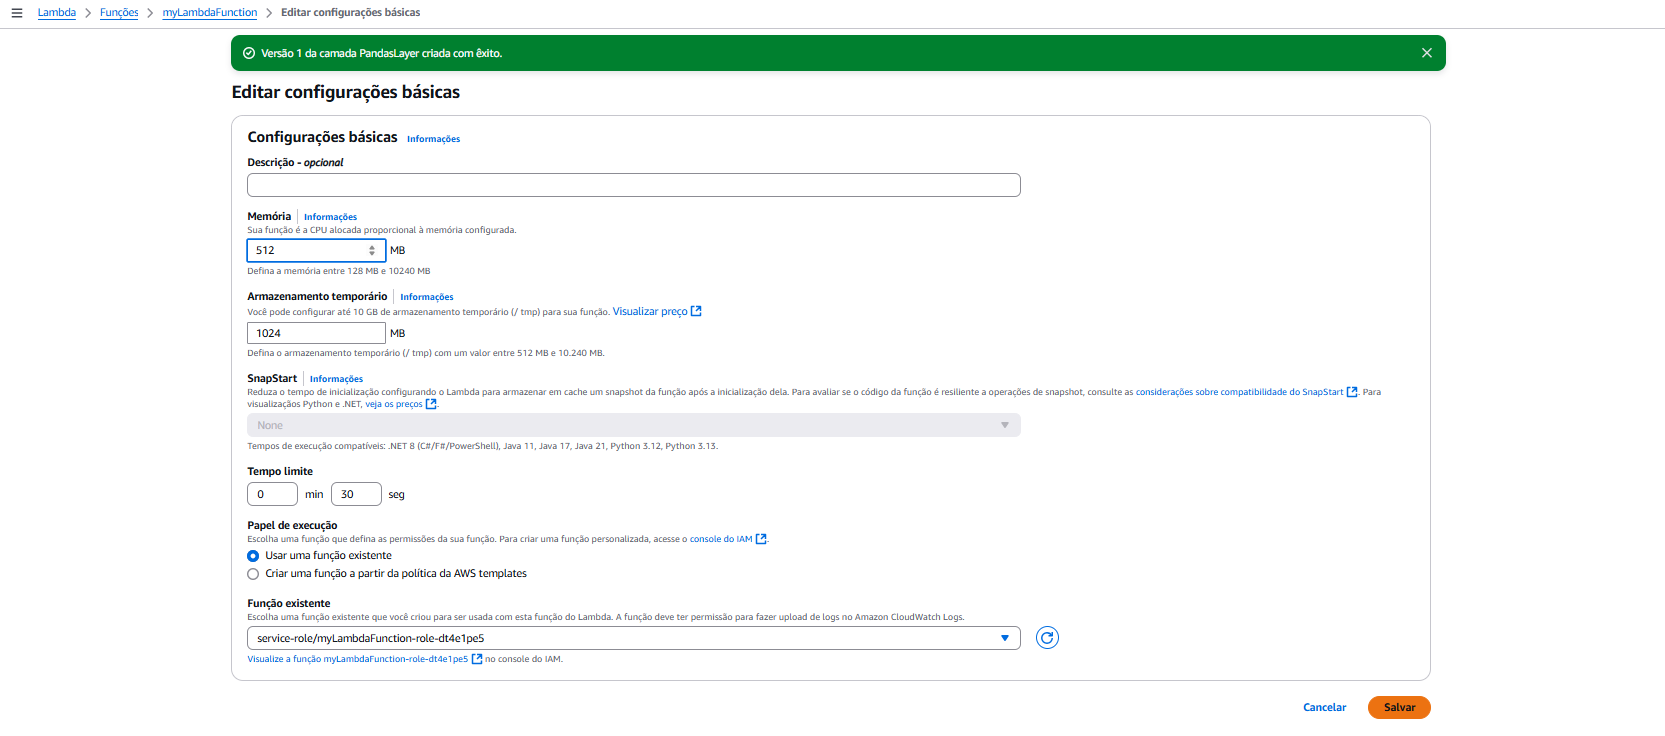 Lambda > Funções > myLambdaFunction > Editar configurações básicas
Versão 1 da camada PandasLayer criada com êxito.
Editar configurações básicas
Configurações básicas Informações
Descrição - opcional
Memória Informações
Sua função é a CPU alocada proporcional à memória configurada.
512 MB
Defina a memória entre 128 MB e 10240 MB
Armazenamento temporário Informações
Você pode configurar até 10 GB de armazenamento temporário (/ tmp) para sua função. Visualizar preço
1024 MB
Defina o armazenamento temporário (/ tmp) com um valor entre 512 MB e 10.240 MB.
SnapStart Informações
Reduza o tempo de inicialização configurando o Lambda para armazenar em cache um snapshot da função após a inicialização dela. Para avaliar se o código da função é resiliente a operações de snapshot, consulte as considerações sobre compatibilidade do SnapStart. Para
visualizações Python e .NET, veja os preços.
None
Tempos de execução compatíveis: .NET 8 (C#/F#/PowerShell), Java 11, Java 17, Java 21, Python 3.12, Python 3.13.
Tempo limite
0 min 30 seg
Papel de execução
Escolha uma função que defina as permissões da sua função. Para criar uma função personalizada, acesse o console do IAM.
Usar uma função existente
Criar uma função a partir da política da AWS templates
Função existente
Escolha uma função existente que você criou para ser usada com esta função do Lambda. A função deve ter permissão para fazer upload de logs no Amazon CloudWatch Logs.
service-role/myLambdaFunction-role-dt4e1pe5
Visualize a função myLambdaFunction-role-dt4e1pe5 no console do IAM.
Cancelar Salvar